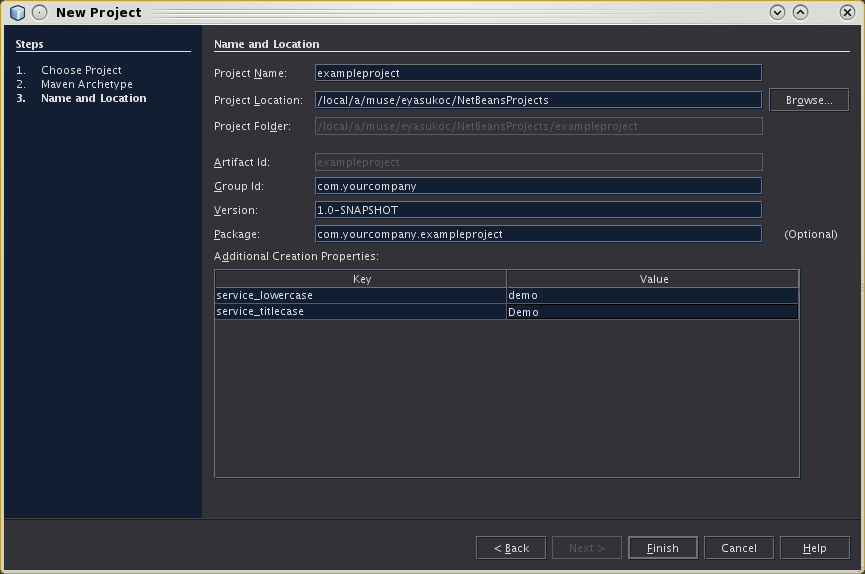 New Project
Steps
1. Choose Project
2. Maven Archetype
3. Name and Location
Name and Location
Project Name: exampleproject
Project Location: /local/a/muse/eyasukoc/NetBeansProjects Browse...
Project Folder: /local/a/muse/eyasukoc/NetBeansProjects/exampleproject
Artifact Id: exampleproject
Group Id: com.yourcompany
Version: 1.0-SNAPSHOT
Package: com.yourcompany.exampleproject (Optional)
Additional Creation Properties:
Key Value
service_lowercase demo
service_titlecase Demo
< Back Next > Finish Cancel Help